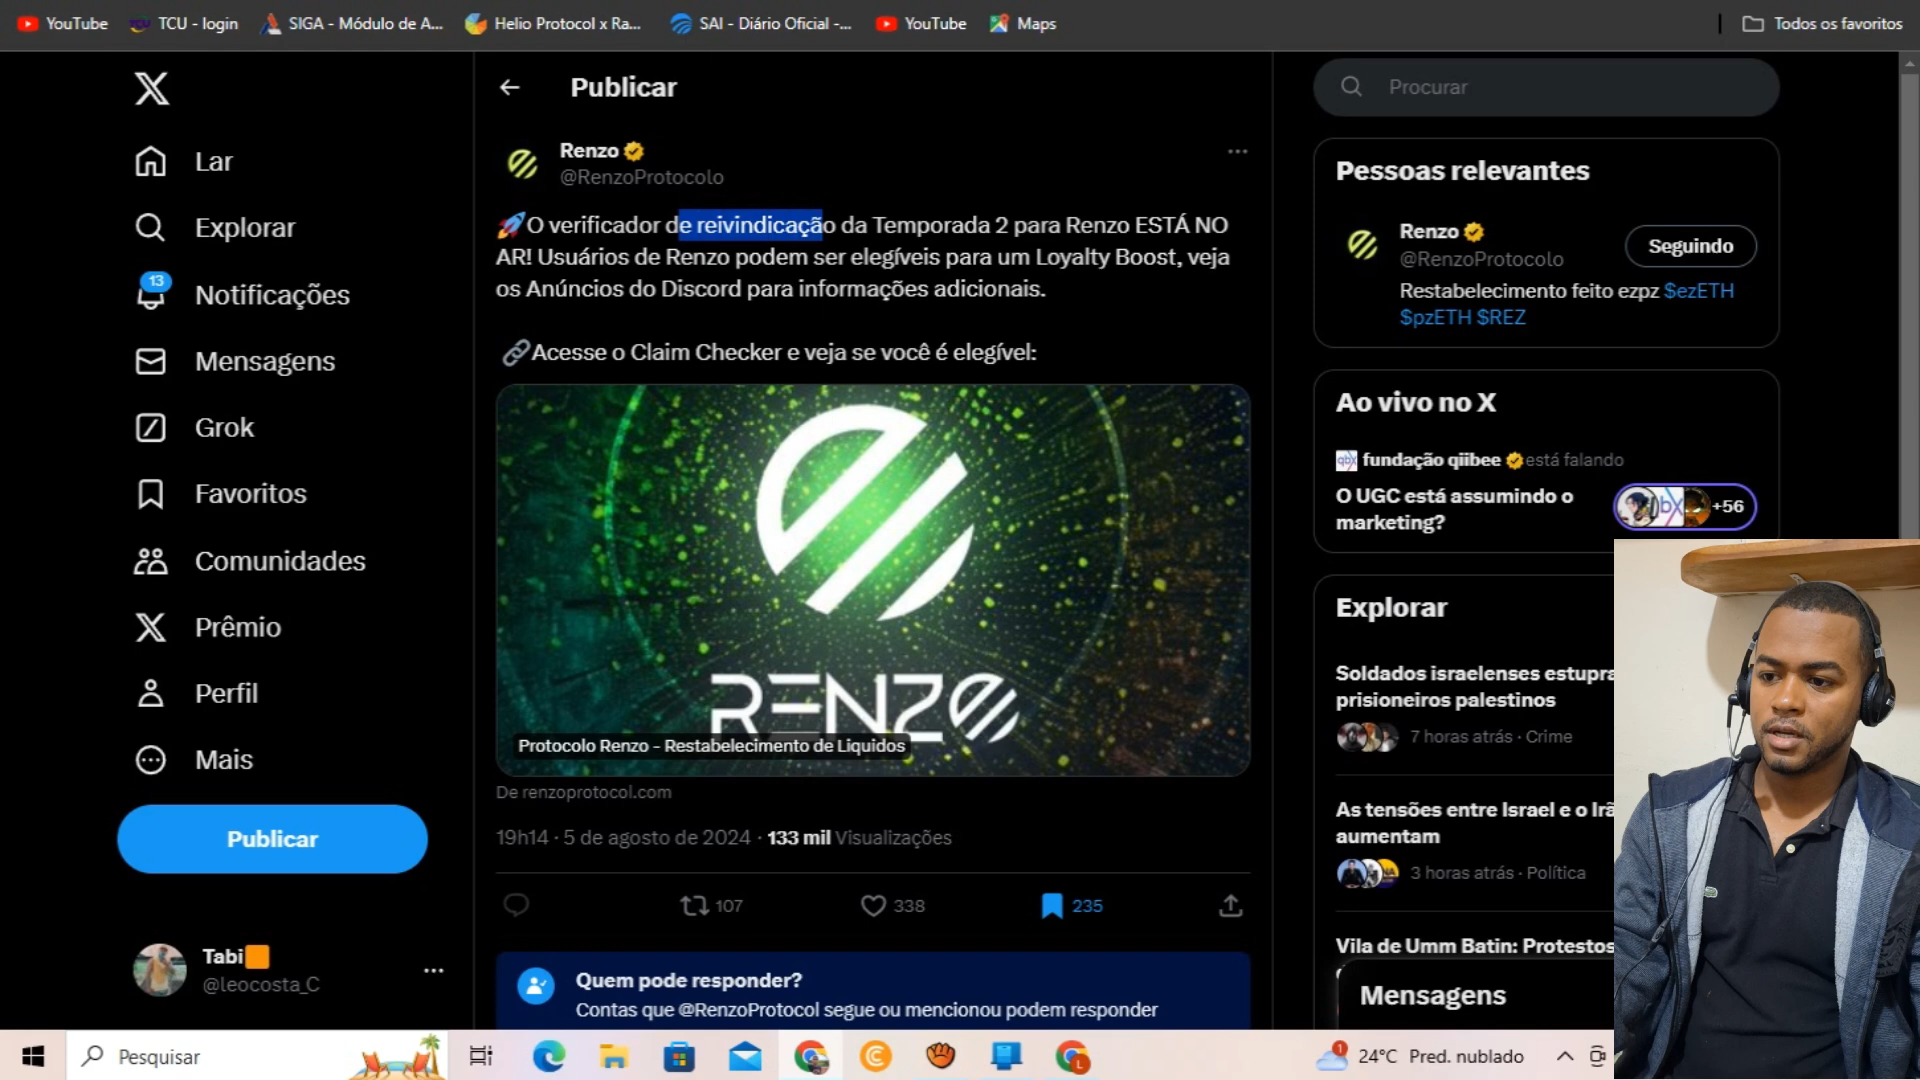 YouTube
TCU - login
SIGA - Módulo de A...
Helio Protocol x Ra...
SAI - Diário Oficial -...
YouTube
Maps
Todos os favoritos
Lar
Explorar
13
Notificações
Mensagens
Grok
Favoritos
Comunidades
Prêmio
Perfil
Mais
Publicar
Tabi
@leocosta_C
Publicar
Renzo
@RenzoProtocolo
O verificador de reivindicação da Temporada 2 para Renzo ESTÁ NO
AR! Usuários de Renzo podem ser elegíveis para um Loyalty Boost, veja
os Anúncios do Discord para informações adicionais.
Acesse o Claim Checker e veja se você é elegível:
RENZO
Protocolo Renzo - Restabelecimento de Liquidos
De renzoprotocol.com
19h14 · 5 de agosto de 2024 · 133 mil Visualizações
107
338
235
Quem pode responder?
Contas que @RenzoProtocol segue ou mencionou podem responder
Procurar
Pessoas relevantes
Renzo
@RenzoProtocolo
Seguindo
Restabelecimento feito ezpz $ezETH
$pzETH $REZ
Ao vivo no X
qbx fundação qiibee está falando
O UGC está assumindo o
marketing?
+56
Explorar
Soldados israelenses estupra
prisioneiros palestinos
7 horas atrás · Crime
As tensões entre Israel e o Irã
aumentam
3 horas atrás · Política
Vila de Umm Batin: Protestos
Mensagens
Pesquisar
1
24°C Pred. nublado